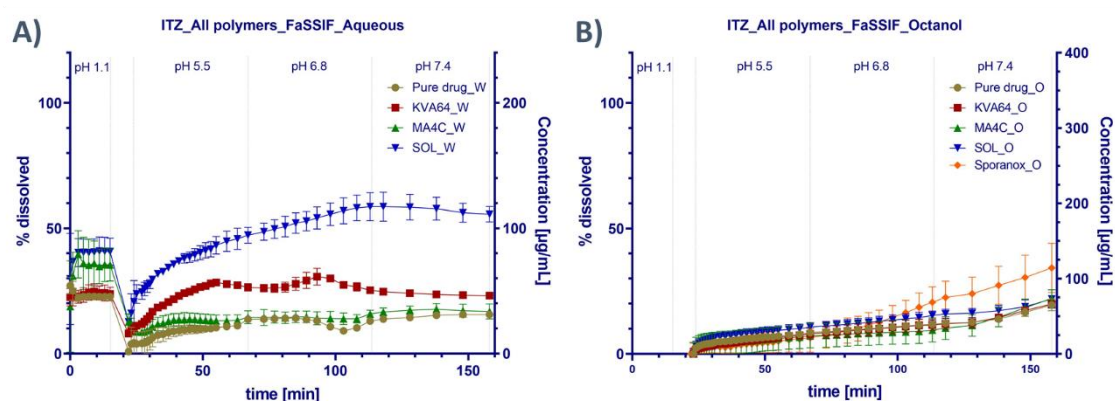 A)
ITZ_All polymers_FaSSIF_Aqueous
pH 1.1
pH 5.5
pH 6.8
pH 7.4
100
50
0
% dissolved
200
100
0
Concentration [µg/mL]
Pure drug_W
KVA64_W
MA4C_W
SOL_W
0
50
100
150
time [min]
B)
ITZ_All polymers_FaSSIF_Octanol
pH 1.1
pH 5.5
pH 6.8
pH 7.4
100
50
0
% dissolved
400
300
200
100
0
Concentration [µg/mL]
Pure drug_O
KVA64_O
MA4C_O
SOL_O
Sporanox_O
0
50
100
150
time [min]